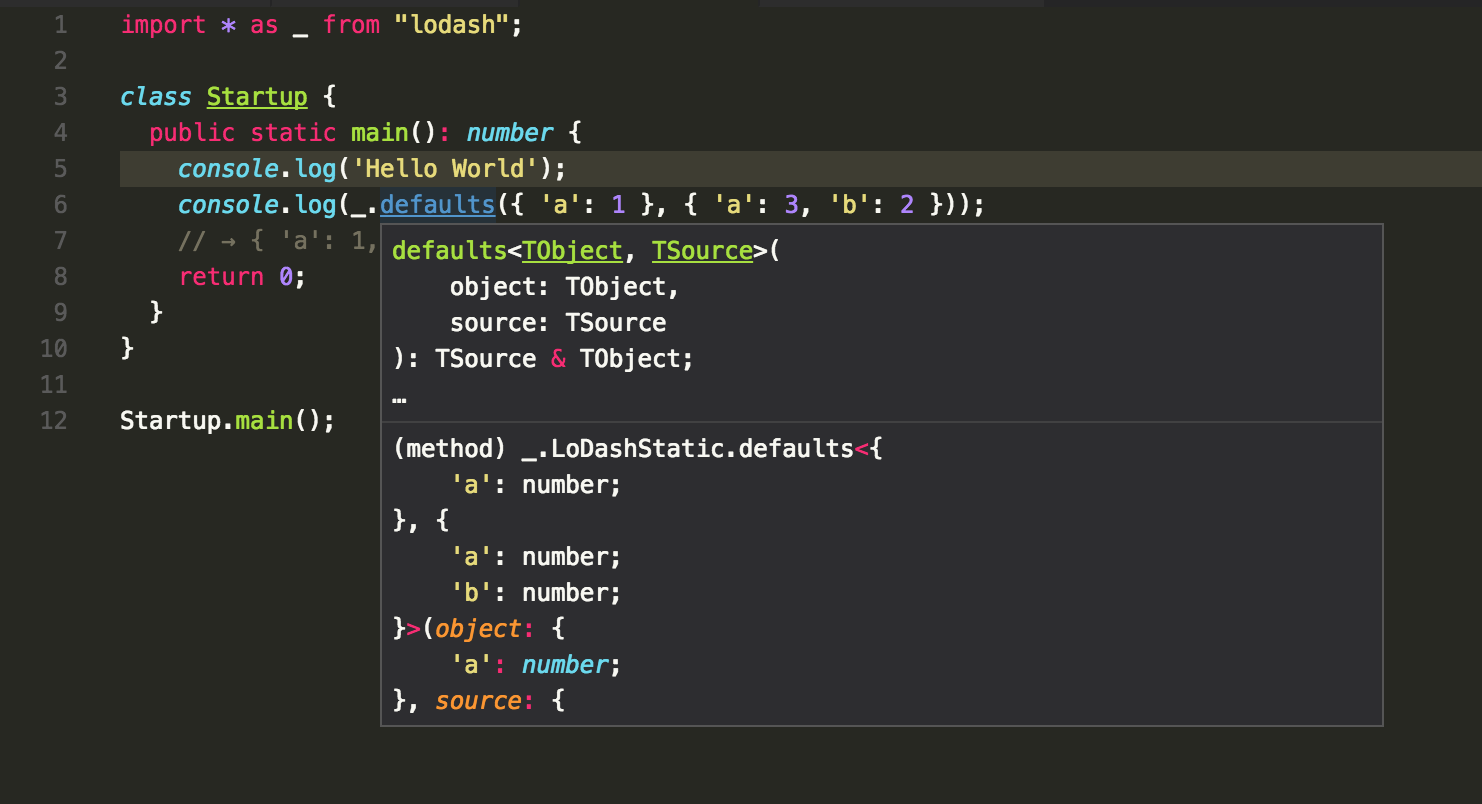 1 import * as _ from "lodash";
2
3 class Startup {
4   public static main(): number {
5     console.log('Hello World');
6     console.log(_.defaults({ 'a': 1 }, { 'a': 3, 'b': 2 }));
7     // → { 'a': 1,
8     return 0;
9   }
10 }
11
12 Startup.main();
defaults<TObject, TSource>(
    object: TObject,
    source: TSource
): TSource & TObject;
…
(method) _.LoDashStatic.defaults<{
    'a': number;
}, {
    'a': number;
    'b': number;
}>(object: {
    'a': number;
}, source: {